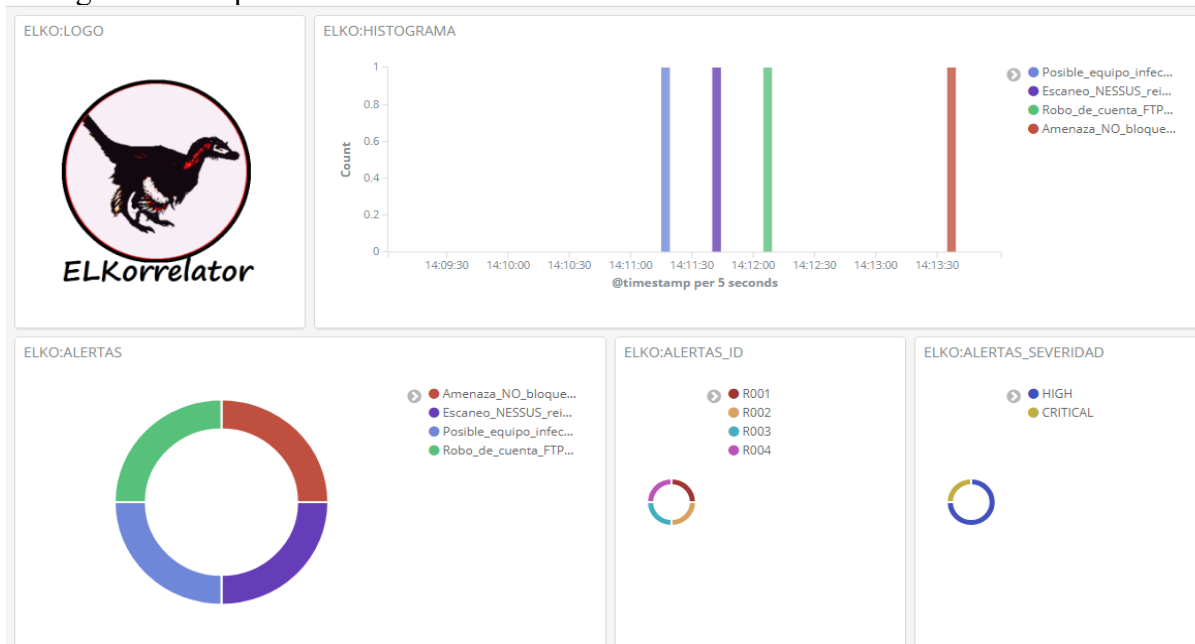 ELKO:LOGO
ELKorrelator
ELKO:HISTOGRAMA
1
0.8
0.6
0.4
0.2
0
Count
14:09:30 14:10:00 14:10:30 14:11:00 14:11:30 14:12:00 14:12:30 14:13:00 14:13:30
@timestamp per 5 seconds
Posible_equipo_infec...
Escaneo_NESSUS_rei...
Robo_de_cuenta_FTP...
Amenaza_NO_bloque...
ELKO:ALERTAS
Amenaza_NO_bloque...
Escaneo_NESSUS_rei...
Posible_equipo_infec...
Robo_de_cuenta_FTP...
ELKO:ALERTAS_ID
R001
R002
R003
R004
ELKO:ALERTAS_SEVERIDAD
HIGH
CRITICAL